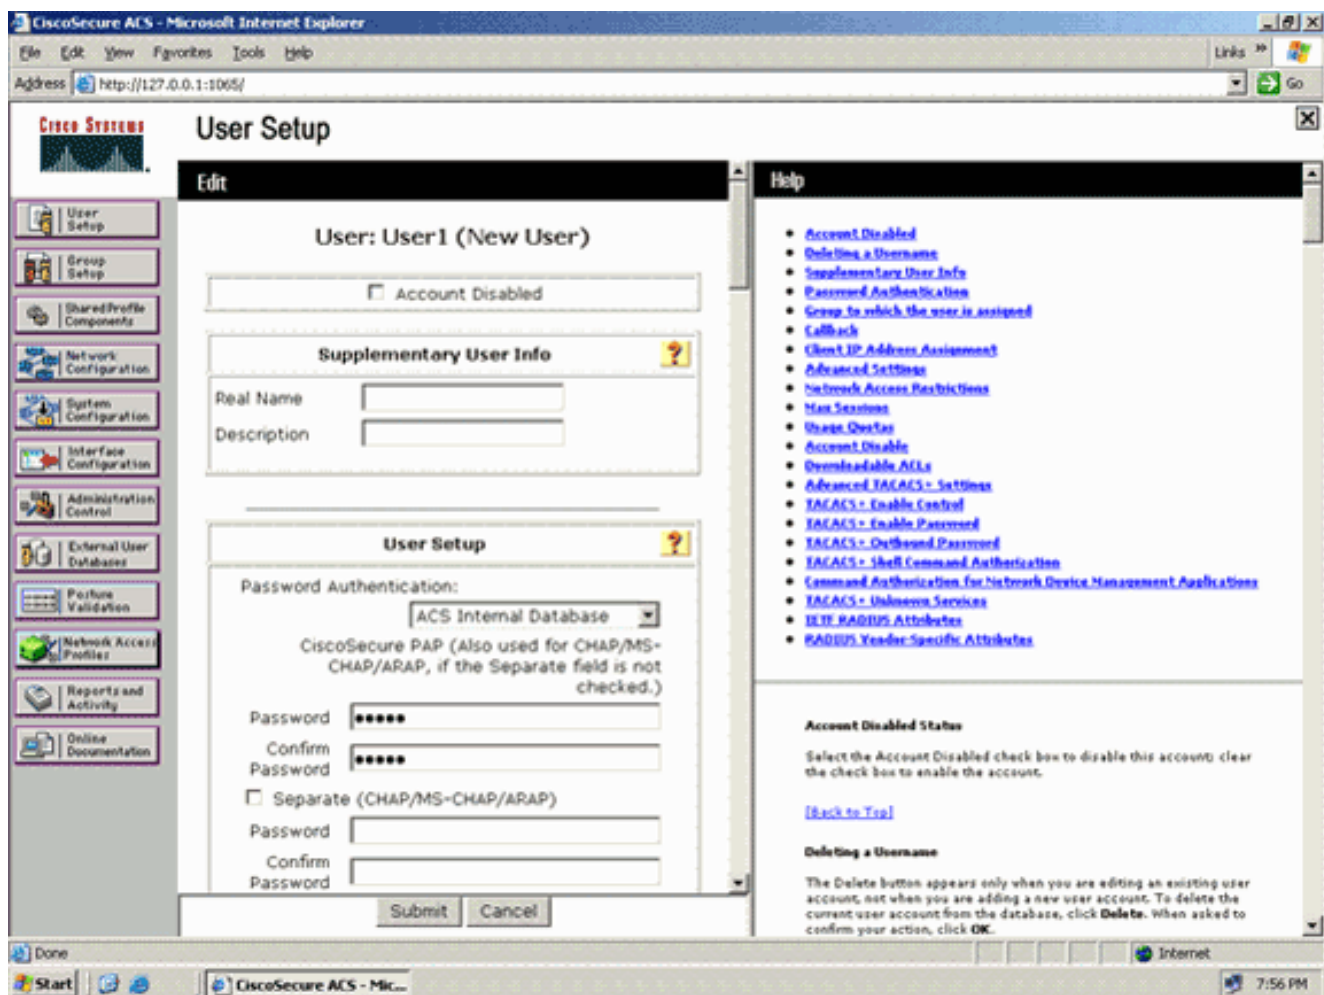 CiscoSecure ACS - Microsoft Internet Explorer
File Edit View Favorites Tools Help
Links »
Address http://127.0.0.1:1065/
Go
CISCO SYSTEMS
User Setup
Edit
User: User1 (New User)
Account Disabled
Supplementary User Info
Real Name
Description
User Setup
Password Authentication:
ACS Internal Database
CiscoSecure PAP (Also used for CHAP/MS-
CHAP/ARAP, if the Separate field is not
checked.)
Password •••••
Confirm
Password •••••
Separate (CHAP/MS-CHAP/ARAP)
Password
Confirm
Password
Submit Cancel
User
Setup
Group
Setup
Shared Profile
Components
Network
Configuration
System
Configuration
Interface
Configuration
Administration
Control
External User
Databases
Posture
Validation
Network Access
Profiles
Reports and
Activity
Online
Documentation
Help
Account Disabled
Deleting a Username
Supplementary User Info
Password Authentication
Group to which the user is assigned
Callback
Client IP Address Assignment
Advanced Settings
Network Access Restrictions
Max Sessions
Usage Quotas
Account Disable
Downloadable ACLs
Advanced TACACS+ Settings
TACACS+ Enable Control
TACACS+ Enable Password
TACACS+ Outbound Password
TACACS+ Shell Command Authorization
Command Authorization for Network Device Management Applications
TACACS+ Unknown Services
IETF RADIUS Attributes
RADIUS Vendor-Specific Attributes
Account Disabled Status
Select the Account Disabled check box to disable this account; clear
the check box to enable the account.
[Back to Top]
Deleting a Username
The Delete button appears only when you are editing an existing user
account, not when you are adding a new user account. To delete the
current user account from the database, click Delete. When asked to
confirm your action, click OK.
Done
Internet
Start
CiscoSecure ACS - Mic...
7:56 PM